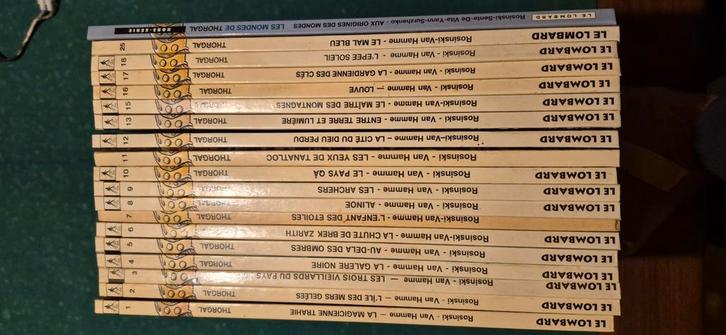 LE LOMBARD Rosinski-Sente-De Vita-Yann-Surzhenko - AUX ORIGINES DES MONDES LES MONDES DE THORGAL HORS-SÉRIE
LE LOMBARD Rosinski-Van Hamme - LE MAL BLEU THORGAL 25
LE LOMBARD Rosinski - Van Hamme - L'ÉPÉE-SOLEIL THORGAL 18
LE LOMBARD Rosinski - Van Hamme - LA GARDIENNE DES CLÉS THORGAL 17
LE LOMBARD Rosinski - Van Hamme — LOUVE THORGAL 16
LE LOMBARD Rosinski-Van Hamme - LE MAÎTRE DES MONTAGNES THORGAL 15
LE LOMBARD Rosinski-Van Hamme - ENTRE TERRE ET LUMIÈRE THORGAL 13
LE LOMBARD Rosinski-Van Hamme — LA CITÉ DU DIEU PERDU THORGAL 12
Rosinski - Van Hamme - LES YEUX DE TANATLOC THORGAL 11
LE LOMBARD Rosinski - Van Hamme - LE PAYS QÂ THORGAL 10
LE LOMBARD Rosinski - Van Hamme - LES ARCHERS THORGAL 9
LE LOMBARD Rosinski - Van Hamme - ALINOË THORGAL 8
Rosinski-Van Hamme - L'ENFANT DES ETOILES THORGAL 7
LE LOMBARD Rosinski-Van Hamme - LA CHUTE DE BREK ZARITH THORGAL 6
LE LOMBARD Rosinski-Van Hamme - AU-DELA DES OMBRES THORGAL 5
LE LOMBARD Rosinski - Van Hamme - LA GALERE NOIRE THORGAL 4
LE LOMBARD Rosinski - Van Hamme — LES TROIS VIEILLARDS DU PAYS THORGAL 3
LE LOMBARD Rosinski - Van Hamme — L'ÎLE DES MERS GELÉES THORGAL 2
LE LOMBARD Rosinski - Van Hamme — LA MAGICIENNE TRAHIE THORGAL 1